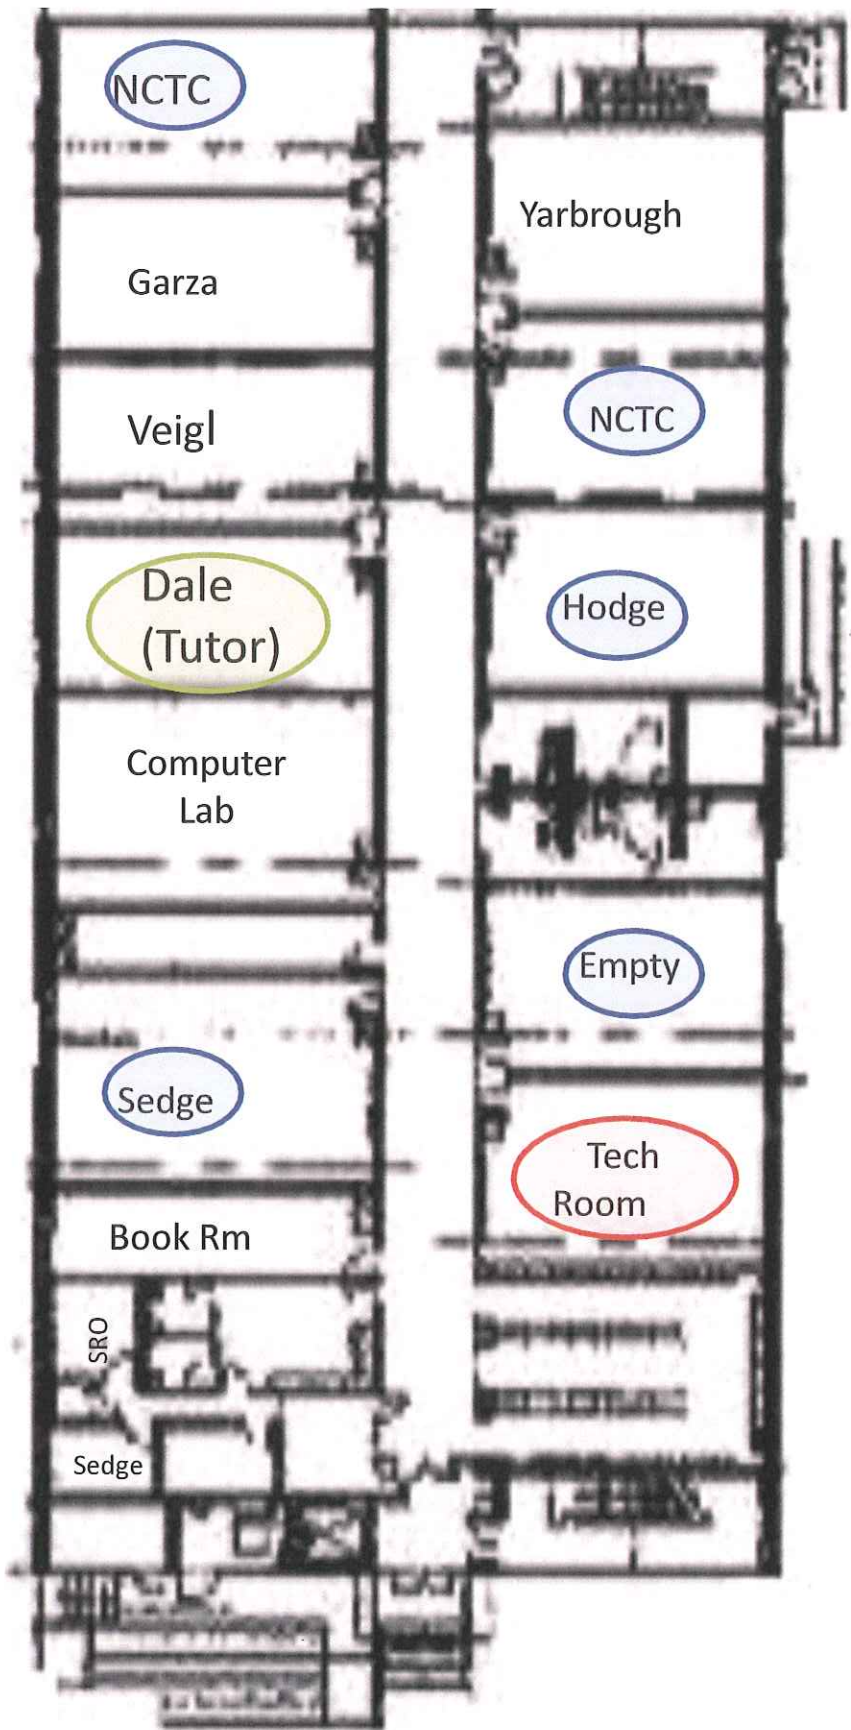 NCTC
Yarbrough
Garza
NCTC
Veigl
Dale
(Tutor)
Hodge
Computer
Lab
Empty
Sedge
Tech
Room
Book Rm
SRO
Sedge